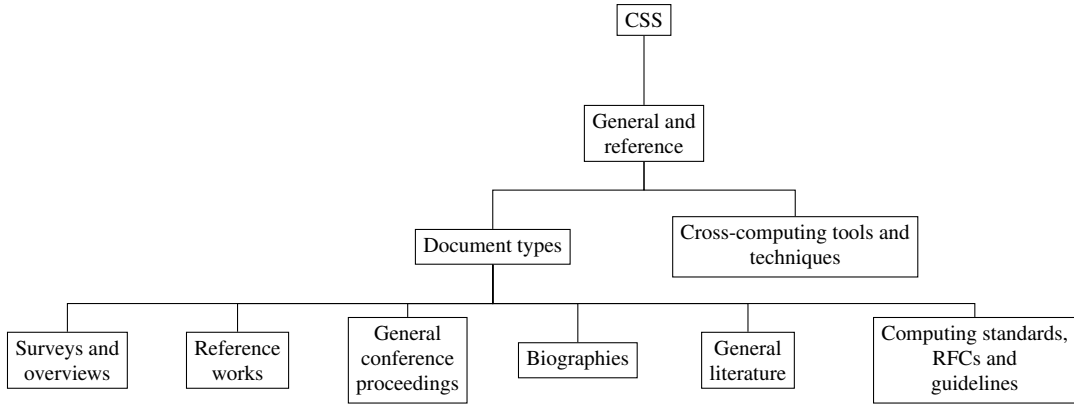 CSS
General and
reference
Document types
Cross-computing tools and
techniques
Surveys and
overviews
Reference
works
General
conference
proceedings
Biographies
General
literature
Computing standards,
RFCs and
guidelines